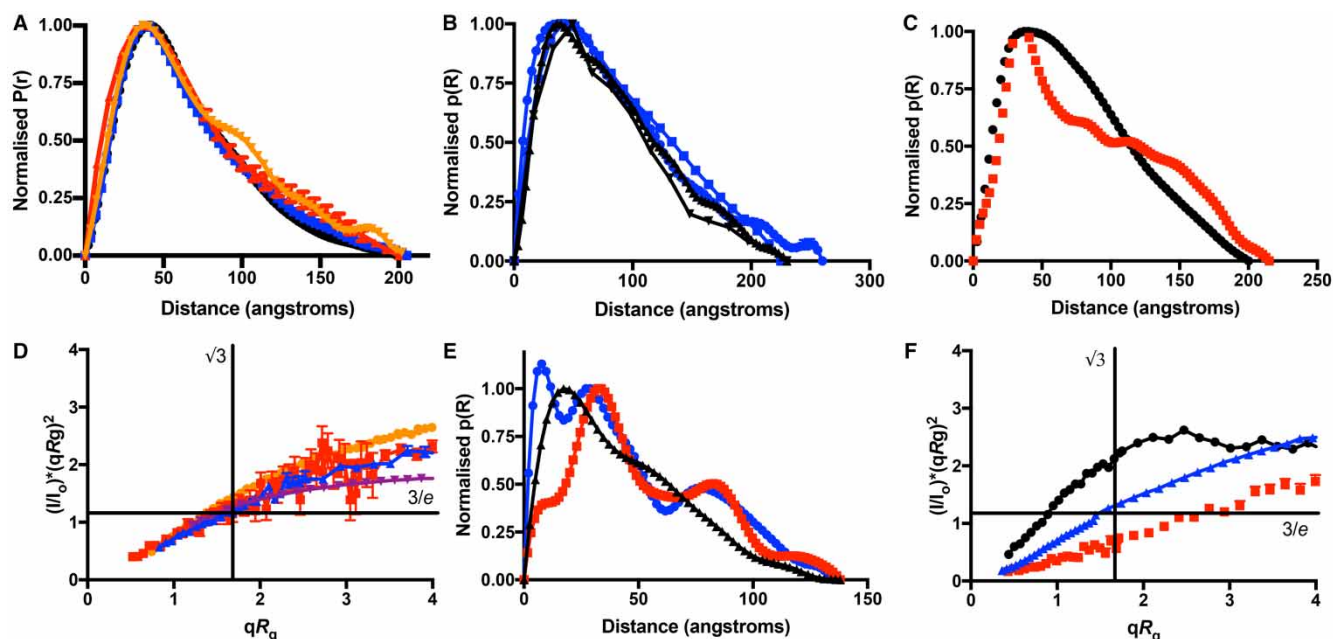 A
Normalised P(r)
1.00
0.75
0.50
0.25
0.00
0 50 100 150 200
Distance (angstroms)
B
Normalised p(R)
1.00
0.75
0.50
0.25
0.00
0 100 200 300
Distance (angstroms)
C
Normalised p(R)
1.00
0.75
0.50
0.25
0.00
0 50 100 150 200 250
Distance (angstroms)
D
(I/Io)*(qRg)2
4
3
2
1
0
√3
3/e
0 1 2 3 4
qRg
E
Normalised p(R)
1.00
0.75
0.50
0.25
0.00
0 50 100 150
Distance (angstroms)
F
(I/Io)*(qRg)2
4
3
2
1
0
√3
3/e
0 1 2 3 4
qRg